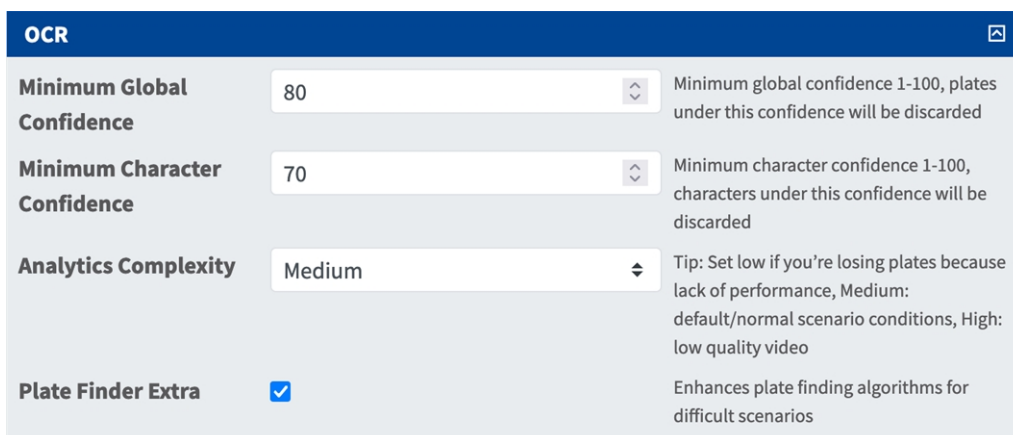 OCR
Minimum Global
Confidence
80
Minimum global confidence 1-100, plates
under this confidence will be discarded
Minimum Character
Confidence
70
Minimum character confidence 1-100,
characters under this confidence will be
discarded
Analytics Complexity
Medium
Tip: Set low if you’re losing plates because
lack of performance, Medium:
default/normal scenario conditions, High:
low quality video
Plate Finder Extra
Enhances plate finding algorithms for
difficult scenarios